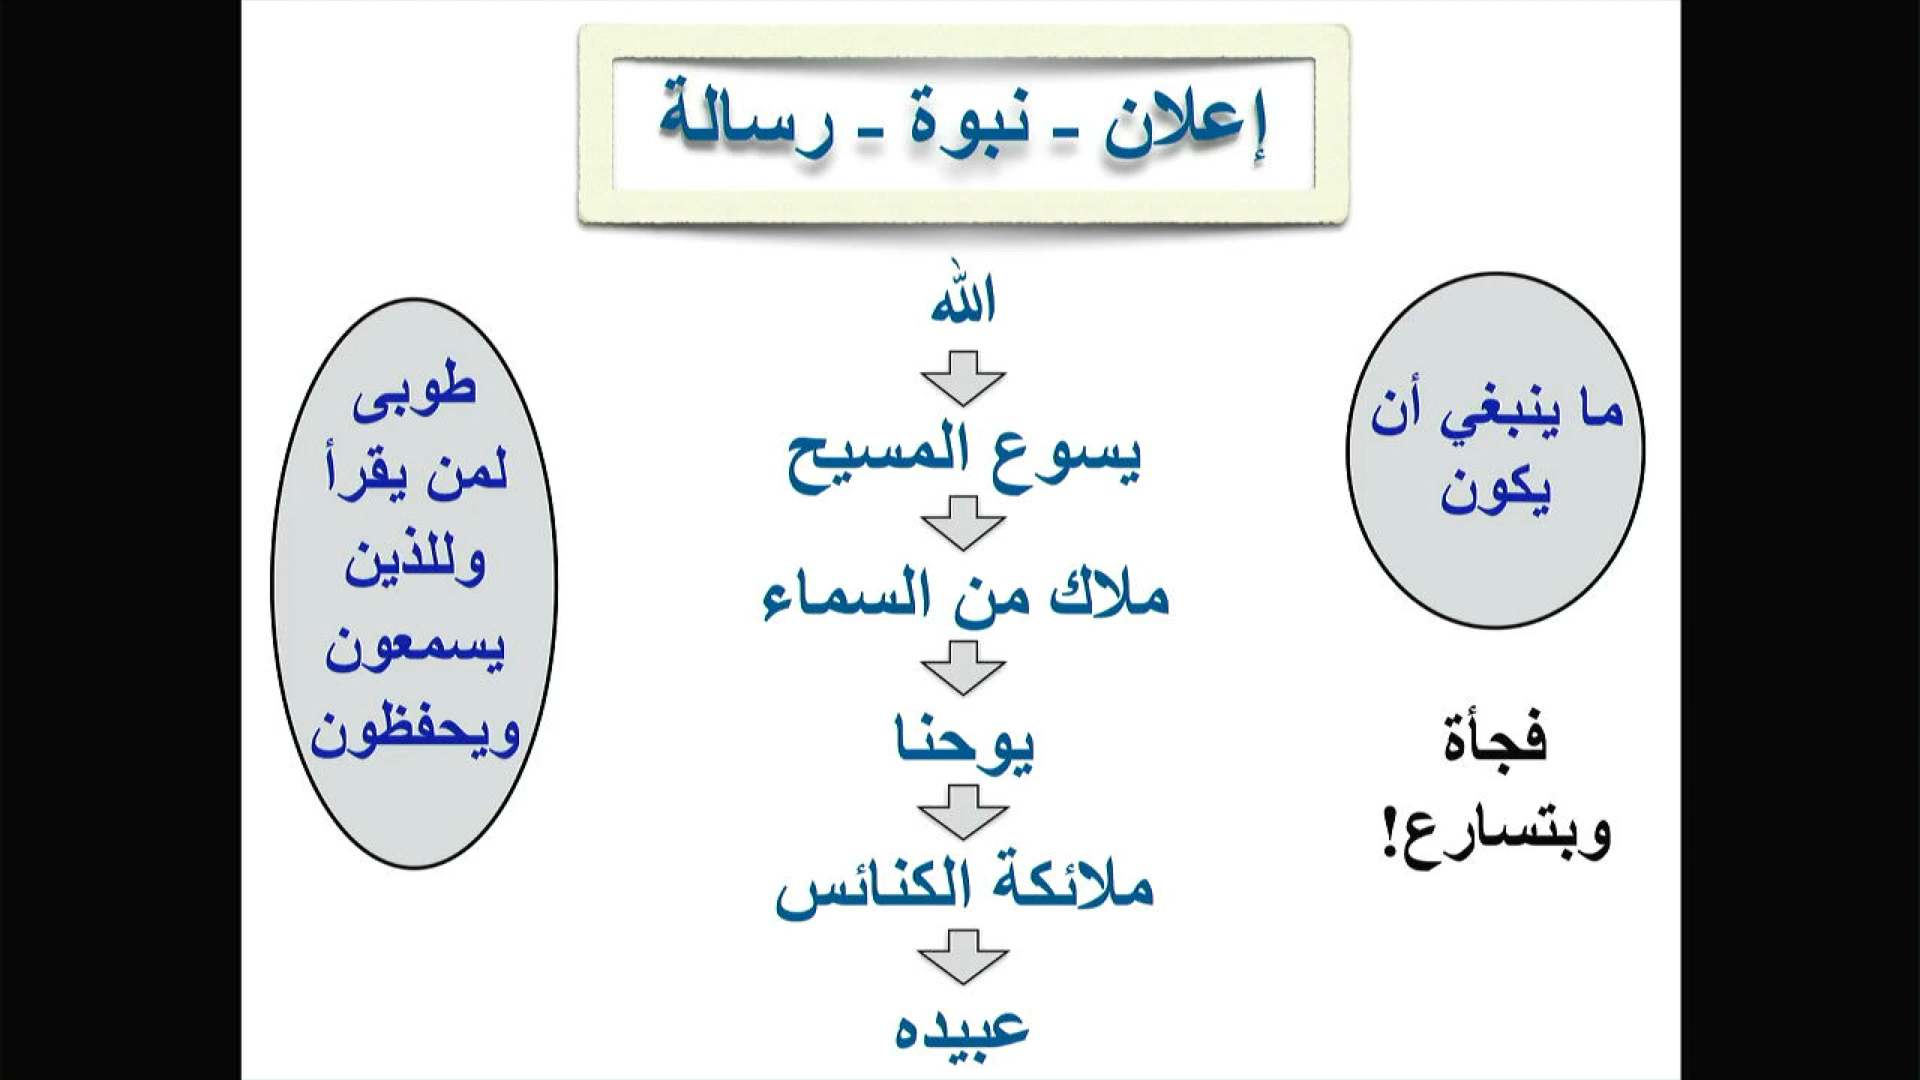 إعلان - نبوة - رسالة
الله
يسوع المسيح
ملاك من السماء
يوحنا
ملائكة الكنائس
عبيده
ما ينبغي أن
يكون
فجأة
وبتسارع!
طوبى
لمن يقرأ
وللذين
يسمعون
ويحفظون